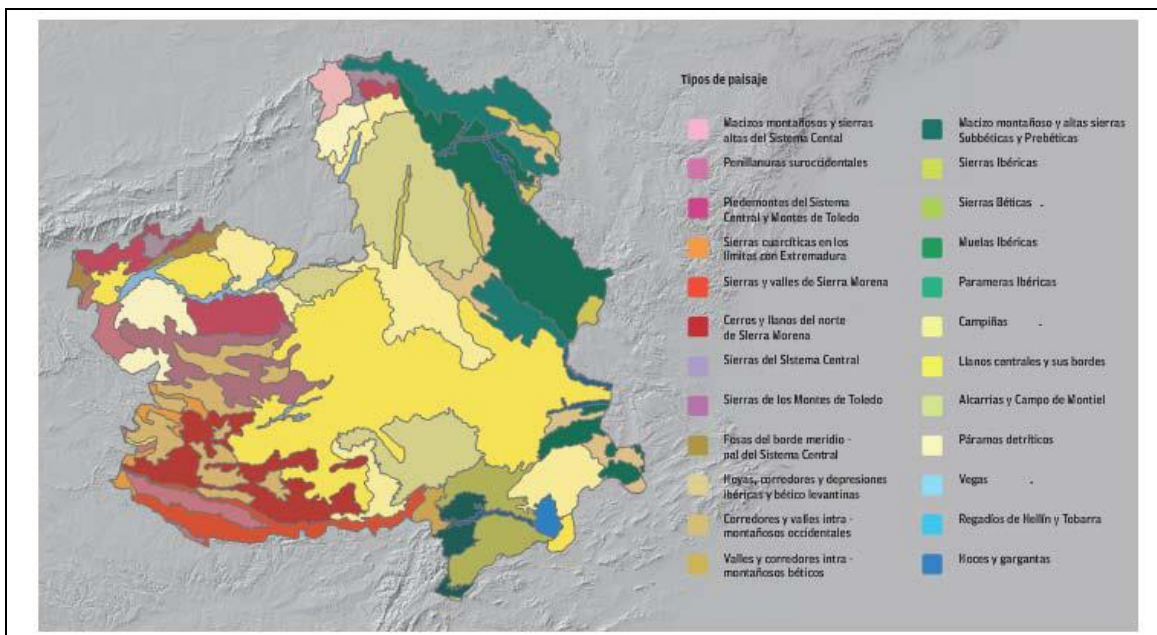 Tipos de paisaje
Macizos montañosos y sierras
altas del Sistema Cental
Penillanuras suroccidentales
Piedemontes del Sistema
Central y Montes de Toledo
Sierras cuarcíticas en los
límites con Extremadura
Sierras y valles de Sierra Morena
Cerros y llanos del norte
de Sierra Morena
Sierras del Sistema Central
Sierras de los Montes de Toledo
Fosas del borde meridio -
nal del Sistema Central
Hoyas, corredores y depresiones
ibéricas y bético levantinas
Corredores y valles intra -
montañosos occidentales
Valles y corredores intra -
montañosos béticos
Macizo montañoso y altas sierras
Subbéticas y Prebéticas
Sierras Ibéricas
Sierras Béticas .
Muelas Ibéricas
Parameras Ibéricas
Campiñas .
Llanos centrales y sus bordes
Alcarrias y Campo de Montiel
Páramos detríticos
Vegas .
Regadíos de Hellín y Tobarra
Hoces y gargantas